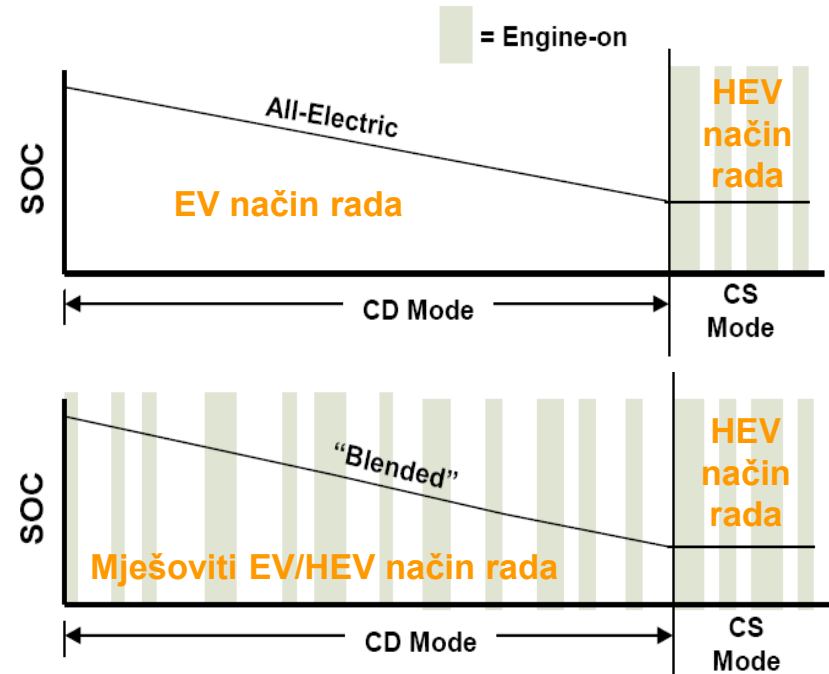 = Engine-on
SOC
All-Electric
EV način rada
HEV
način
rada
CD Mode
CS
Mode
SOC
“Blended”
Mješoviti EV/HEV način rada
HEV
način
rada
CD Mode
CS
Mode